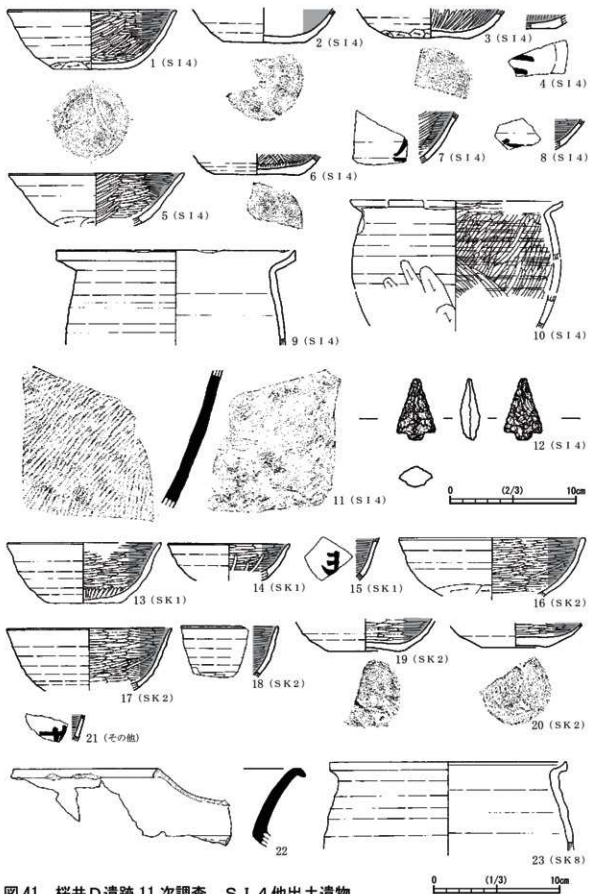 1 (SI4)
2 (SI4)
3 (SI4)
4 (SI4)
5 (SI4)
6 (SI4)
7 (SI4)
8 (SI4)
9 (SI4)
10 (SI4)
11 (SI4)
12 (SI4)
0 (2/3) 10cm
13 (SK1)
14 (SK1)
15 (SK1)
16 (SK2)
17 (SK2)
18 (SK2)
19 (SK2)
20 (SK2)
21 (その他)
22
23 (SK8)
図41 桜井D遺跡11次調査 SI4他出土遺物
0 (1/3) 10cm